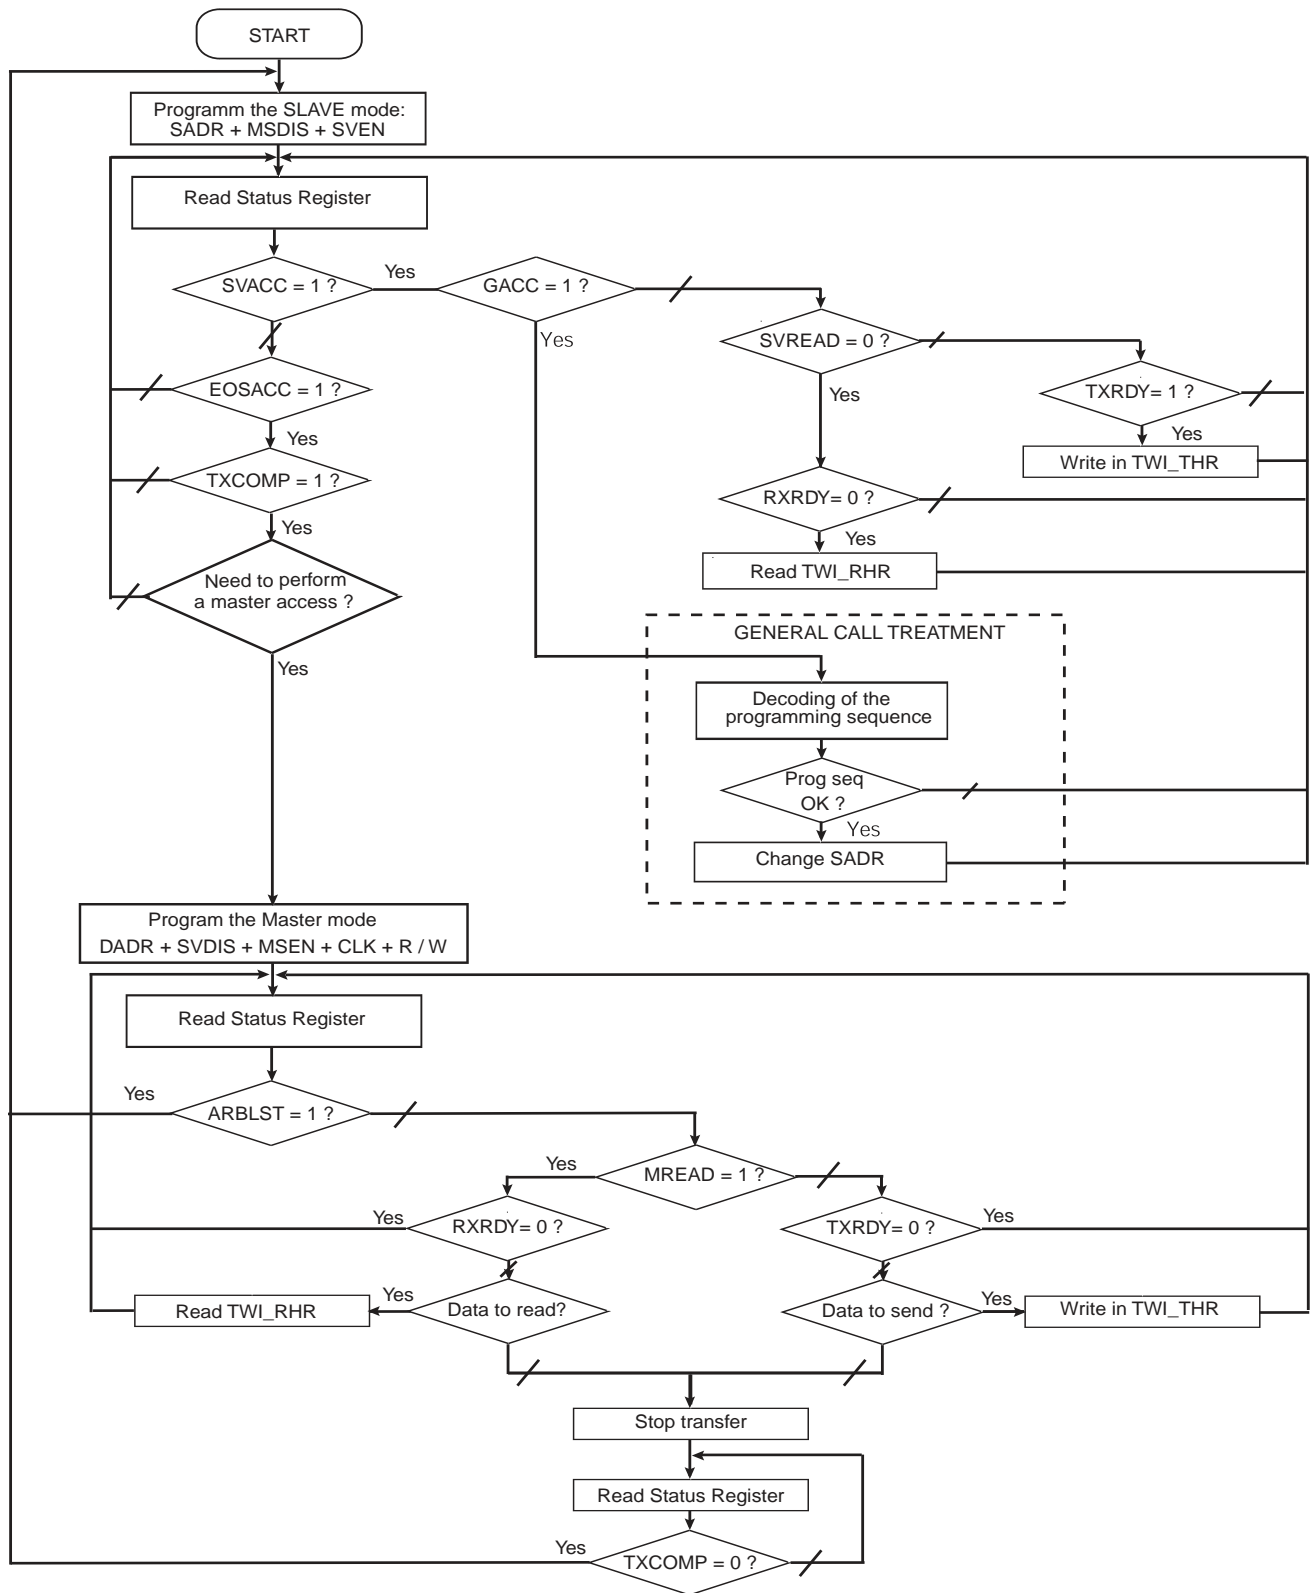 START
Programm the SLAVE mode:
SADR + MSDIS + SVEN
Read Status Register
SVACC = 1 ?
Yes
GACC = 1 ?
Yes
SVREAD = 0 ?
Yes
TXRDY= 1 ?
Yes
Write in TWI_THR
EOSACC = 1 ?
Yes
TXCOMP = 1 ?
Yes
RXRDY= 0 ?
Yes
Read TWI_RHR
Need to perform
a master access ?
Yes
GENERAL CALL TREATMENT
Decoding of the
programming sequence
Prog seq
OK ?
Yes
Change SADR
Program the Master mode
DADR + SVDIS + MSEN + CLK + R / W
Read Status Register
Yes
ARBLST = 1 ?
Yes
MREAD = 1 ?
Yes
RXRDY= 0 ?
TXRDY= 0 ?
Yes
Read TWI_RHR
Yes
Data to read?
Data to send ?
Yes
Write in TWI_THR
Stop transfer
Read Status Register
Yes
TXCOMP = 0 ?